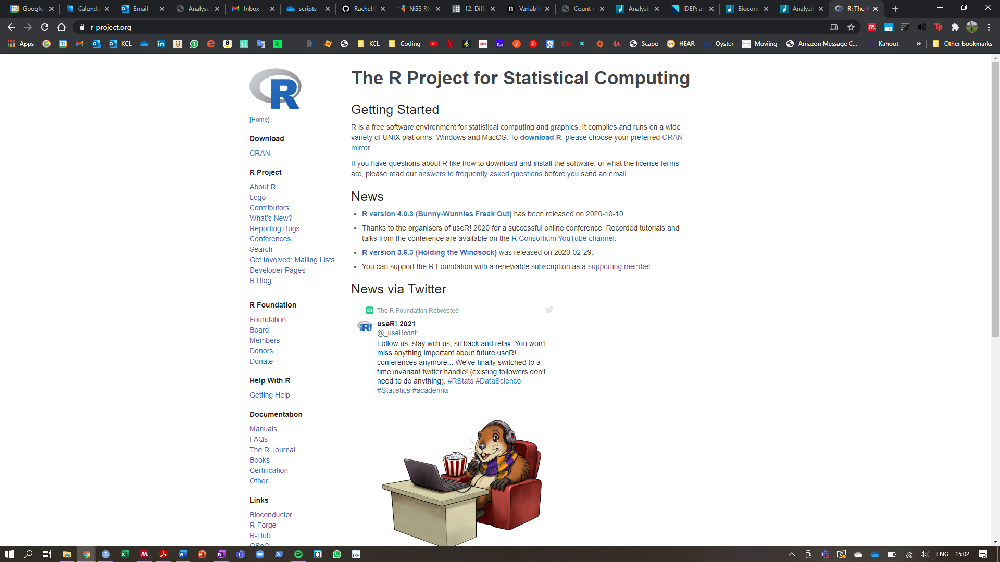 Google
Calenda
Email -
Analyse
Inbox -
scripts -
Rachel/
NGS RN
12. Diff
Variabil
Count n
Analyzin
iDEP: an
Biocond
Analyzin
R: The R
r-project.org
Apps
KCL
KCL
Coding
sky
Scape
HEAR
Oyster
Moviing
Amazon Message C...
Kahoot
»
Other bookmarks
R
[Home]
Download
CRAN
R Project
About R
Logo
Contributors
What's New?
Reporting Bugs
Conferences
Search
Get Involved: Mailing Lists
Developer Pages
R Blog
R Foundation
Foundation
Board
Members
Donors
Donate
Help With R
Getting Help
Documentation
Manuals
FAQs
The R Journal
Books
Certification
Other
Links
Bioconductor
R-Forge
R-Hub
GSoC
The R Project for Statistical Computing
Getting Started
R is a free software environment for statistical computing and graphics. It compiles and runs on a wide
variety of UNIX platforms, Windows and MacOS. To download R, please choose your preferred CRAN
mirror.
If you have questions about R like how to download and install the software, or what the license terms
are, please read our answers to frequently asked questions before you send an email.
News
R version 4.0.3 (Bunny-Wunnies Freak Out) has been released on 2020-10-10.
Thanks to the organisers of useR! 2020 for a successful online conference. Recorded tutorials and
talks from the conference are available on the R Consortium YouTube channel.
R version 3.6.3 (Holding the Windsock) was released on 2020-02-29.
You can support the R Foundation with a renewable subscription as a supporting member
News via Twitter
The R Foundation Retweeted
useR! 2021
@_useRconf
Follow us, stay with us, sit back and relax. You won't
miss anything important about future useR!
conferences anymore... We've finally switched to a
time invariant twitter handle! (existing followers don't
need to do anything). #RStats #DataScience
#Statistics #academia
IPA
ENG
15:02